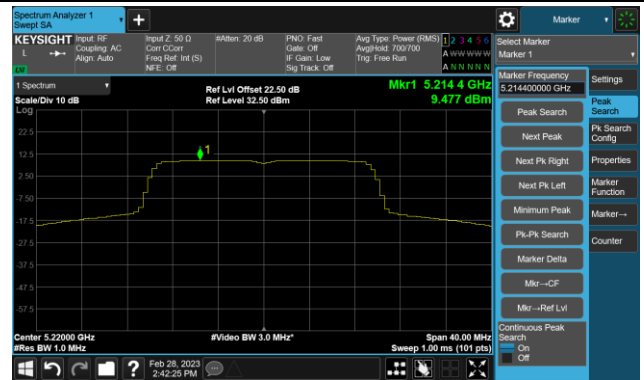 Spectrum Analyzer 1
Swept SA
Marker
KEYSIGHT
L
LW
Input: RF
Coupling: AC
Align: Auto
Input Z: 50 Ω
Corr CCorr
Freq Ref: Int (S)
NFE: Off
#Atten: 20 dB
PNO: Fast
Gate: Off
IF Gain: Low
Sig Track: Off
Avg Type: Power (RMS)
Avg|Hold: 700/700
Trig: Free Run
1 2 3 4 5 6
A W W W W W
A N N N N N
Select Marker
Marker 1
1 Spectrum
Scale/Div 10 dB
Ref Lvl Offset 22.50 dB
Ref Level 32.50 dBm
Mkr1 5.214 4 GHz
9.477 dBm
Log
22.5
12.5
2.50
-7.50
-17.5
-27.5
-37.5
-47.5
-57.5
1
Center 5.22000 GHz
#Res BW 1.0 MHz
#Video BW 3.0 MHz*
Span 40.00 MHz
Sweep 1.00 ms (101 pts)
Marker Frequency
5.214400000 GHz
Peak Search
Next Peak
Next Pk Right
Next Pk Left
Minimum Peak
Pk-Pk Search
Marker Delta
Mkr→CF
Mkr→Ref Lvl
Continuous Peak
Search
On
Off
Settings
Peak
Search
Pk Search
Config
Properties
Marker
Function
Marker→
Counter
Feb 28, 2023
2:42:25 PM